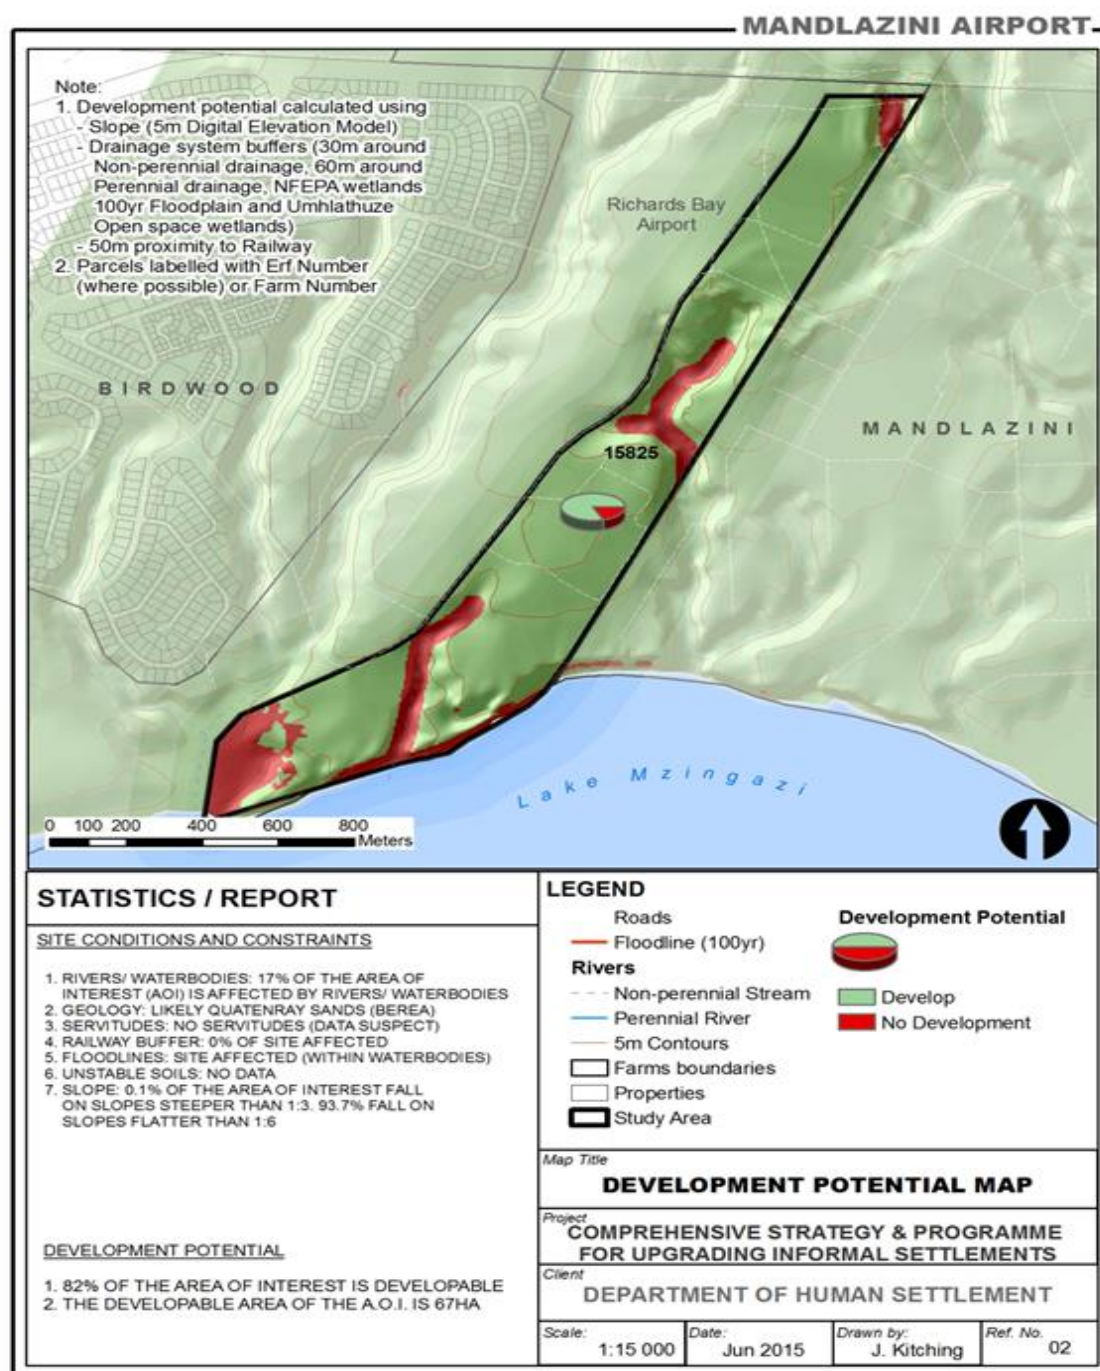 MANDLAZINI AIRPORT
Note:
1. Development potential calculated using
- Slope (5m Digital Elevation Model)
- Drainage system buffers (30m around
Non-perennial drainage, 60m around
Perennial drainage, NFEPA wetlands
100yr Floodplain and Umhlathuze
Open space wetlands)
- 50m proximity to Railway
2. Parcels labelled with Erf Number
(where possible) or Farm Number
Richards Bay
Airport
BIRDWOOD
MANDLAZINI
15825
Lake Mzingazi
0 100 200 400 600 800
Meters
STATISTICS / REPORT
SITE CONDITIONS AND CONSTRAINTS
1. RIVERS/ WATERBODIES: 17% OF THE AREA OF
INTEREST (AOI) IS AFFECTED BY RIVERS/ WATERBODIES
2. GEOLOGY: LIKELY QUATENRAY SANDS (BEREA)
3. SERVITUDES: NO SERVITUDES (DATA SUSPECT)
4. RAILWAY BUFFER: 0% OF SITE AFFECTED
5. FLOODLINES: SITE AFFECTED (WITHIN WATERBODIES)
6. UNSTABLE SOILS: NO DATA
7. SLOPE: 0.1% OF THE AREA OF INTEREST FALL
ON SLOPES STEEPER THAN 1:3. 93.7% FALL ON
SLOPES FLATTER THAN 1:6
DEVELOPMENT POTENTIAL
1. 82% OF THE AREA OF INTEREST IS DEVELOPABLE
2. THE DEVELOPABLE AREA OF THE A.O.I. IS 67HA
LEGEND
Roads
Floodline (100yr)
Rivers
Non-perennial Stream
Perennial River
5m Contours
Farms boundaries
Properties
Study Area
Development Potential
Develop
No Development
Map Title
DEVELOPMENT POTENTIAL MAP
Project
COMPREHENSIVE STRATEGY & PROGRAMME
FOR UPGRADING INFORMAL SETTLEMENTS
Client
DEPARTMENT OF HUMAN SETTLEMENT
Scale:
1:15 000
Date:
Jun 2015
Drawn by:
J. Kitching
Ref. No.
02